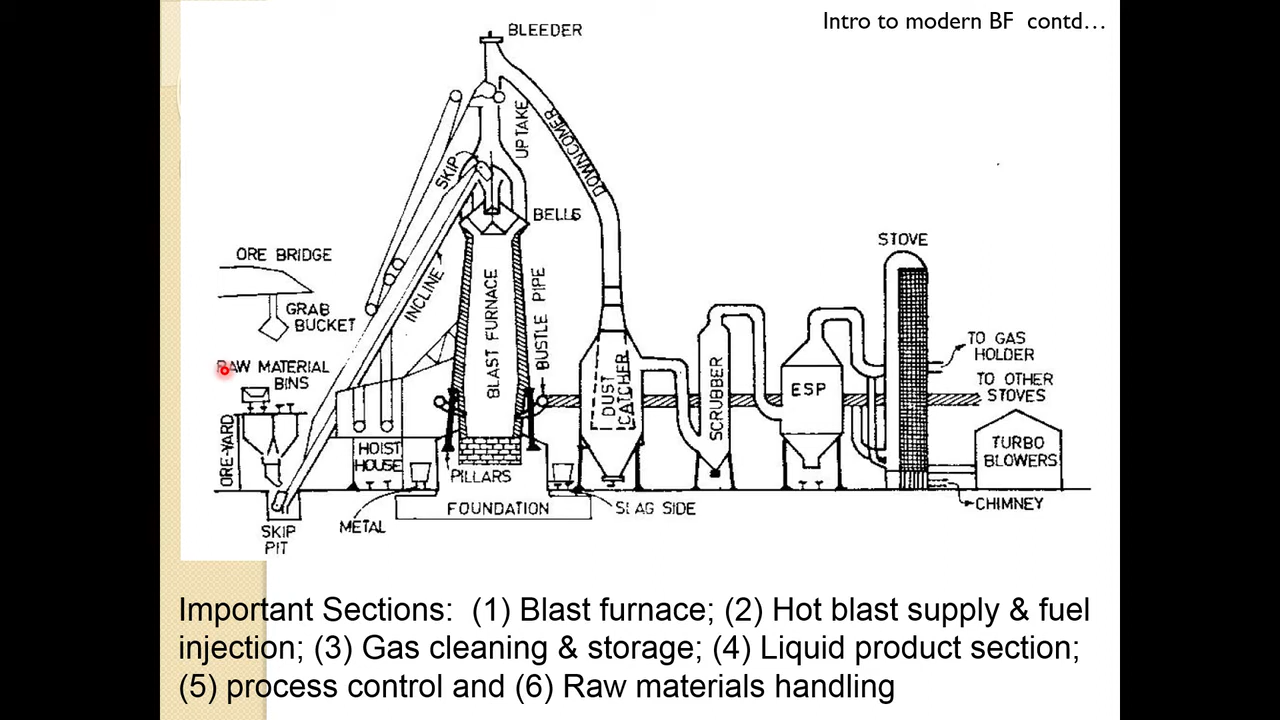 Intro to modern BF contd...
BLEEDER
UPTAKE
DOWNCOMER
SKIP
BELLS
STOVE
ORE BRIDGE
GRAB
BUCKET
INCLINE
BLAST FURNACE
BUSTLE PIPE
RAW MATERIAL
BINS
DUST
CATCHER
SCRUBBER
ESP
TO GAS
HOLDER
TO OTHER
STOVES
TURBO
BLOWERS
ORE-YARD
HOIST
HOUSE
PILLARS
FOUNDATION
METAL
SLAG SIDE
CHIMNEY
SKIP
PIT
Important Sections: (1) Blast furnace; (2) Hot blast supply & fuel
injection; (3) Gas cleaning & storage; (4) Liquid product section;
(5) process control and (6) Raw materials handling